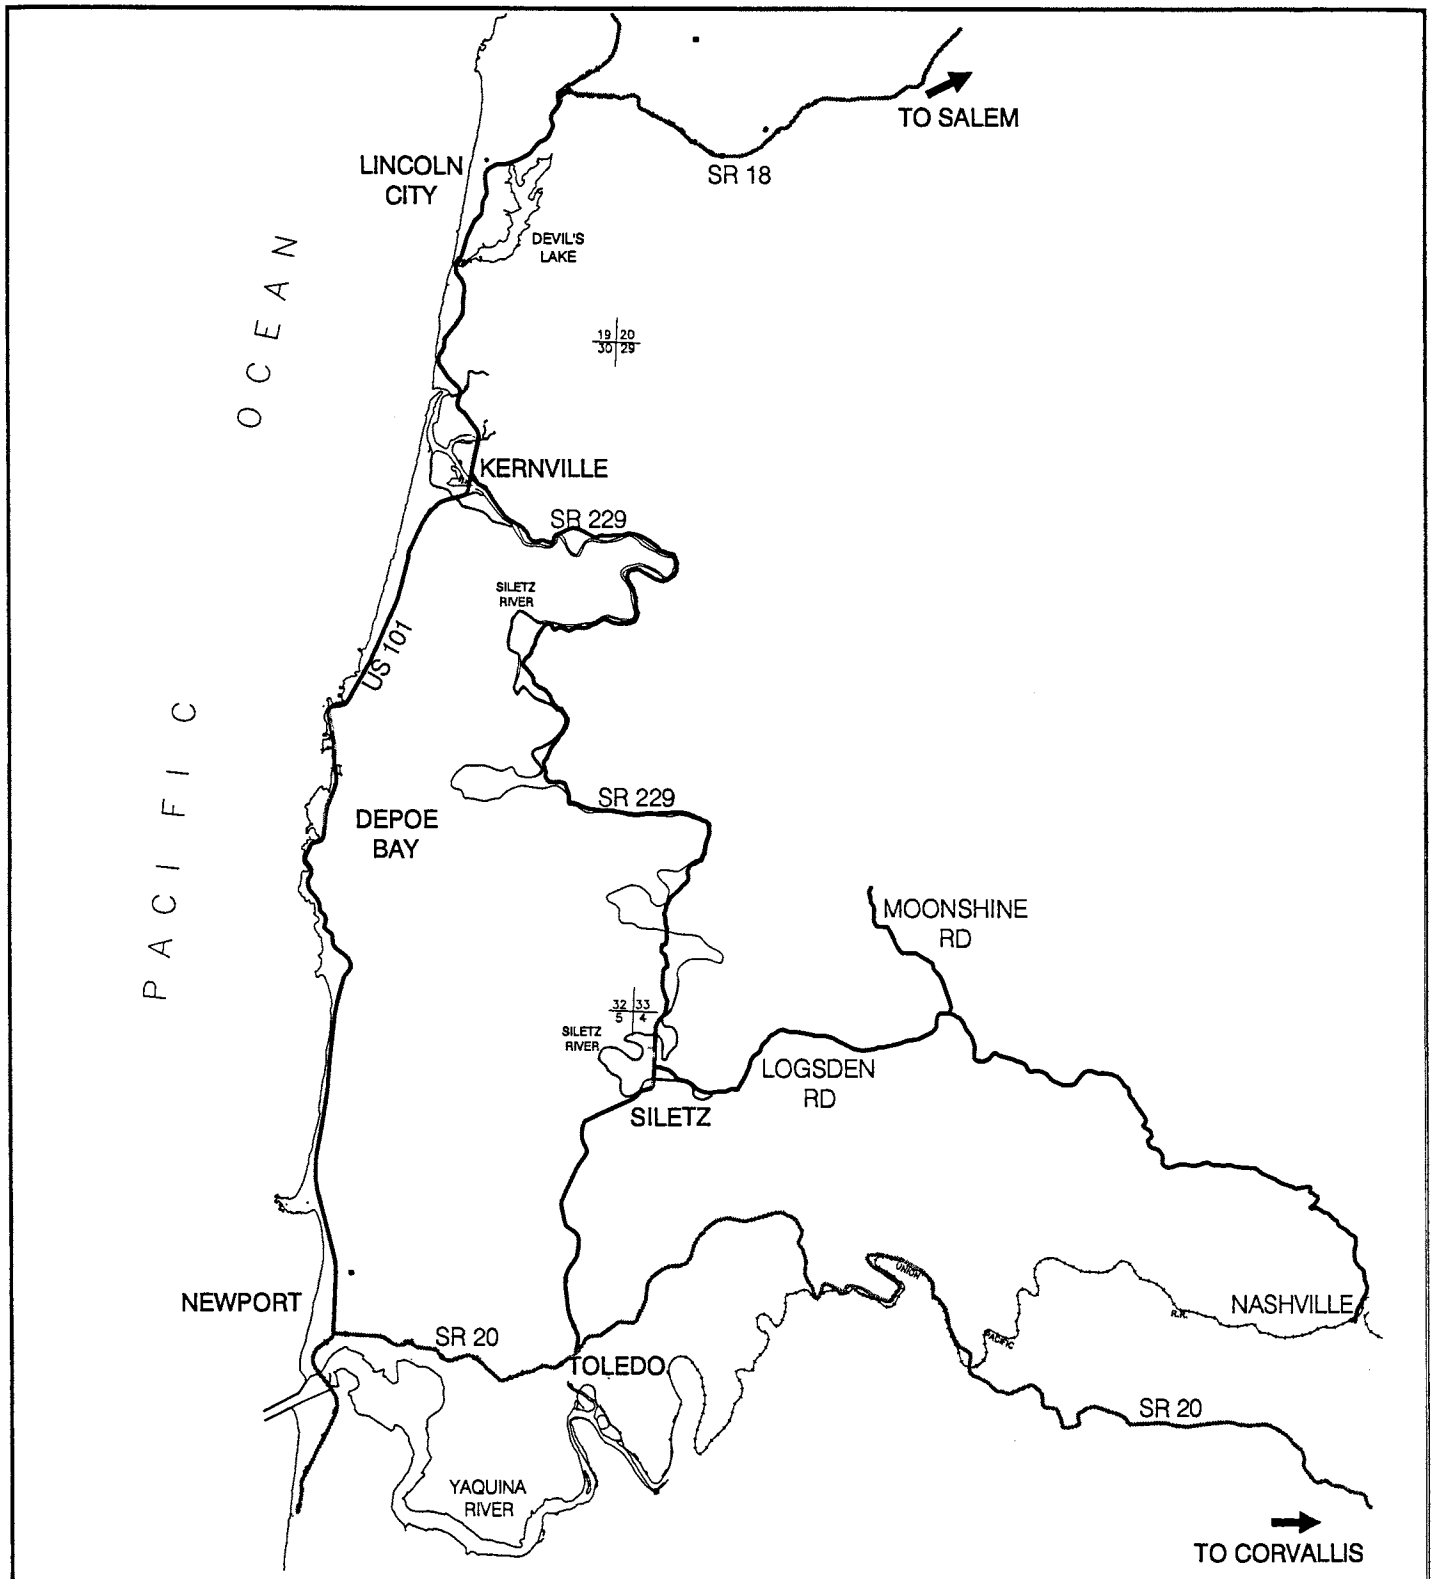 TO SALEM
SR 18
LINCOLN
CITY
DEVIL'S
LAKE
OCEAN
19 20
30 29
KERNVILLE
SR 229
SILETZ
RIVER
US 101
PACIFIC
SR 229
DEPOE
BAY
MOONSHINE
RD
32 33
5 4
SILETZ
RIVER
LOGSDEN
RD
SILETZ
UNION
NEWPORT
NASHVILLE
R.R.
PACIFIC
SR 20
TOLEDO
SR 20
YAQUINA
RIVER
TO CORVALLIS